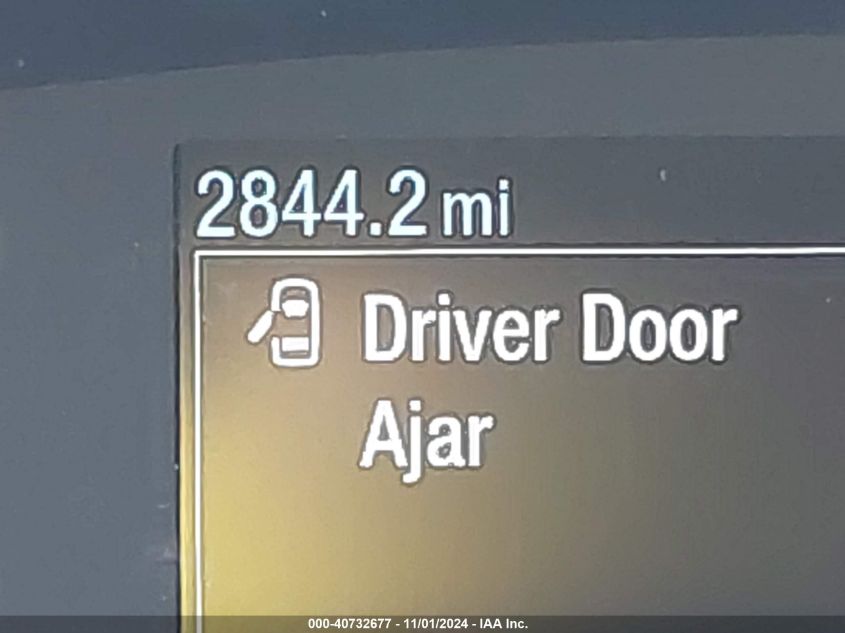 2844.2 mi
Driver Door
Ajar
000-40732677 - 11/01/2024 - IAA Inc.